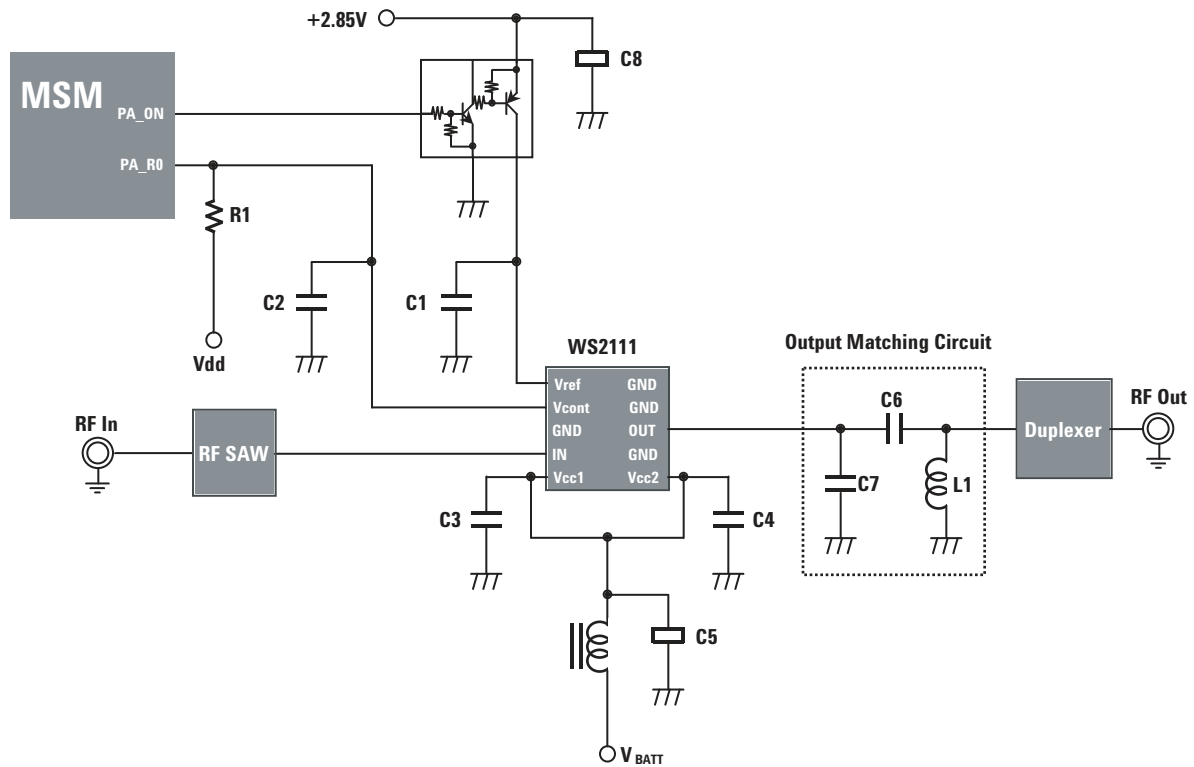 +2.85V
C8
MSM
PA_ON
PA_R0
R1
C2
C1
Vdd
WS2111
Output Matching Circuit
Vref GND
Vcont GND
GND OUT
IN GND
Vcc1 Vcc2
RF In
RF SAW
C6
C7
L1
Duplexer
RF Out
C3
C4
C5
VBATT